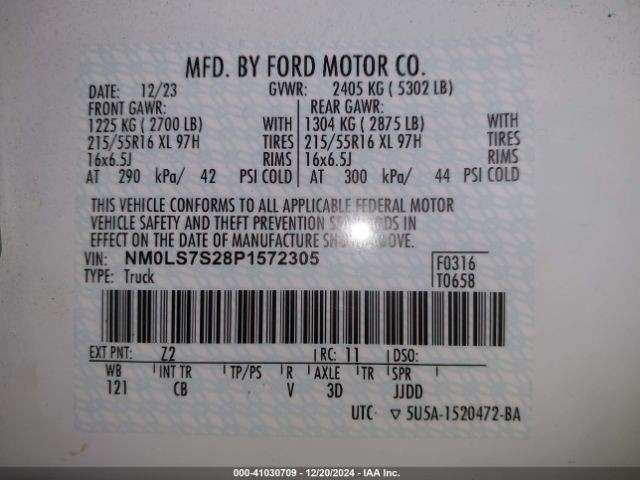 MFD. BY FORD MOTOR CO.
DATE: 12/23 GVWR: 2405 KG ( 5302 LB)
FRONT GAWR: REAR GAWR:
1225 KG ( 2700 LB) WITH 1304 KG ( 2875 LB) WITH
215/55R16 XL 97H TIRES 215/55R16 XL 97H TIRES
16x6.5J RIMS 16x6.5J RIMS
AT 290 kPa/ 42 PSI COLD AT 300 kPa/ 44 PSI COLD
THIS VEHICLE CONFORMS TO ALL APPLICABLE FEDERAL MOTOR
VEHICLE SAFETY AND THEFT PREVENTION STANDARDS IN
EFFECT ON THE DATE OF MANUFACTURE SHOWN ABOVE.
VIN: NM0LS7S28P1572305
TYPE: Truck
F0316
T0658
EXT PNT: Z2 RC: 11 DSO:
WB INT TR TP/PS R AXLE TR SPR
121 CB V 3D JJDD
UTC ▽ 5U5A-1520472-BA
000-41030709 - 12/20/2024 - IAA Inc.